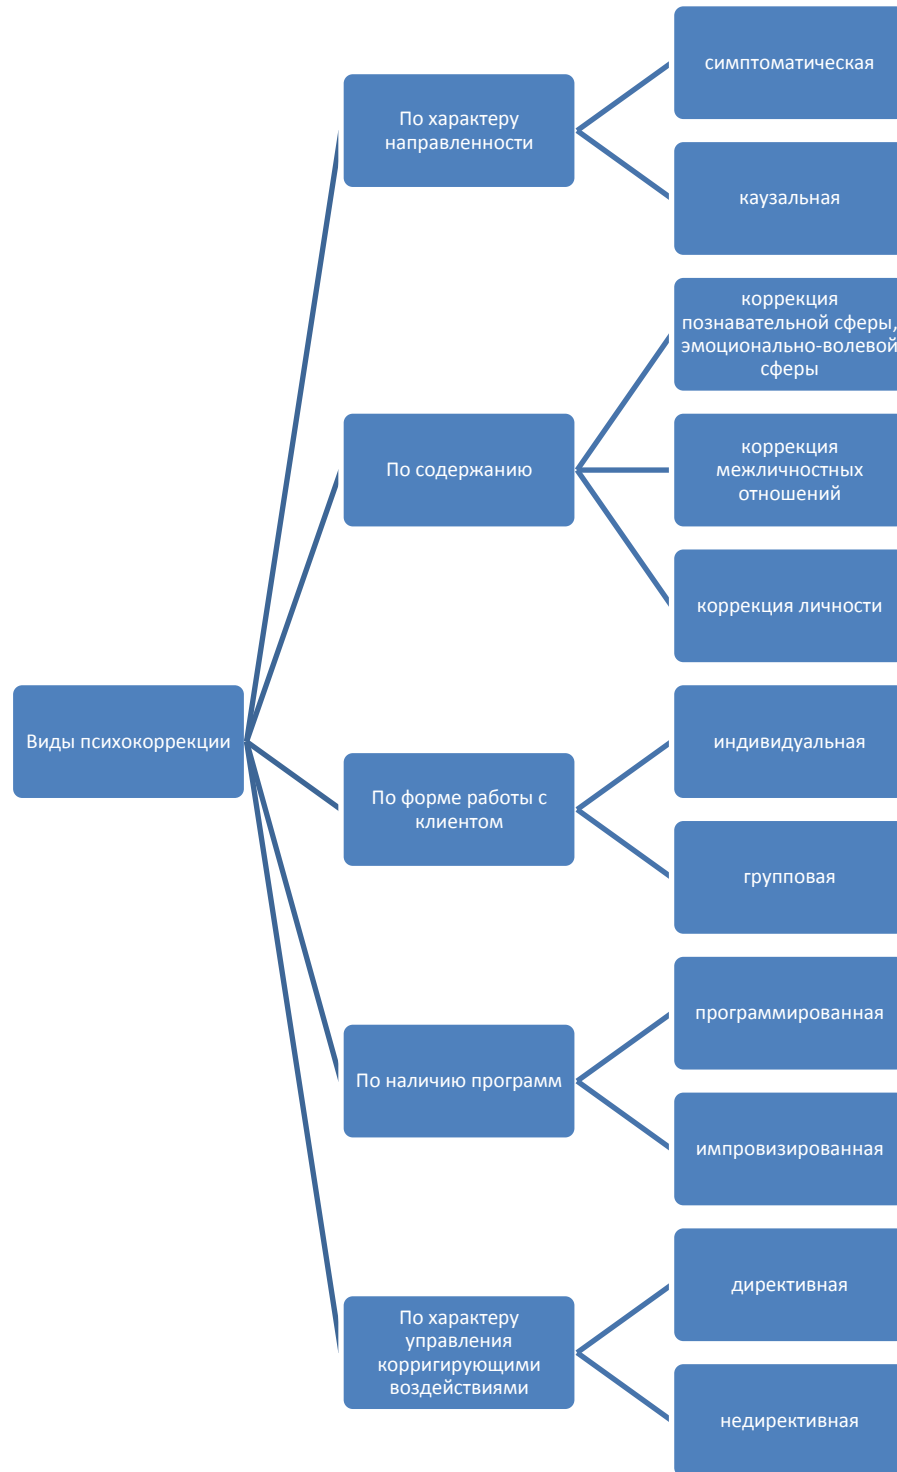 Виды психокоррекции
По характеру
направленности
симптоматическая
каузальная
По содержанию
коррекция
познавательной сферы,
эмоционально-волевой
сферы
коррекция
межличностных
отношений
коррекция личности
По форме работы с
клиентом
индивидуальная
групповая
По наличию программ
программированная
импровизированная
По характеру
управления
корригирующими
воздействиями
директивная
недирективная